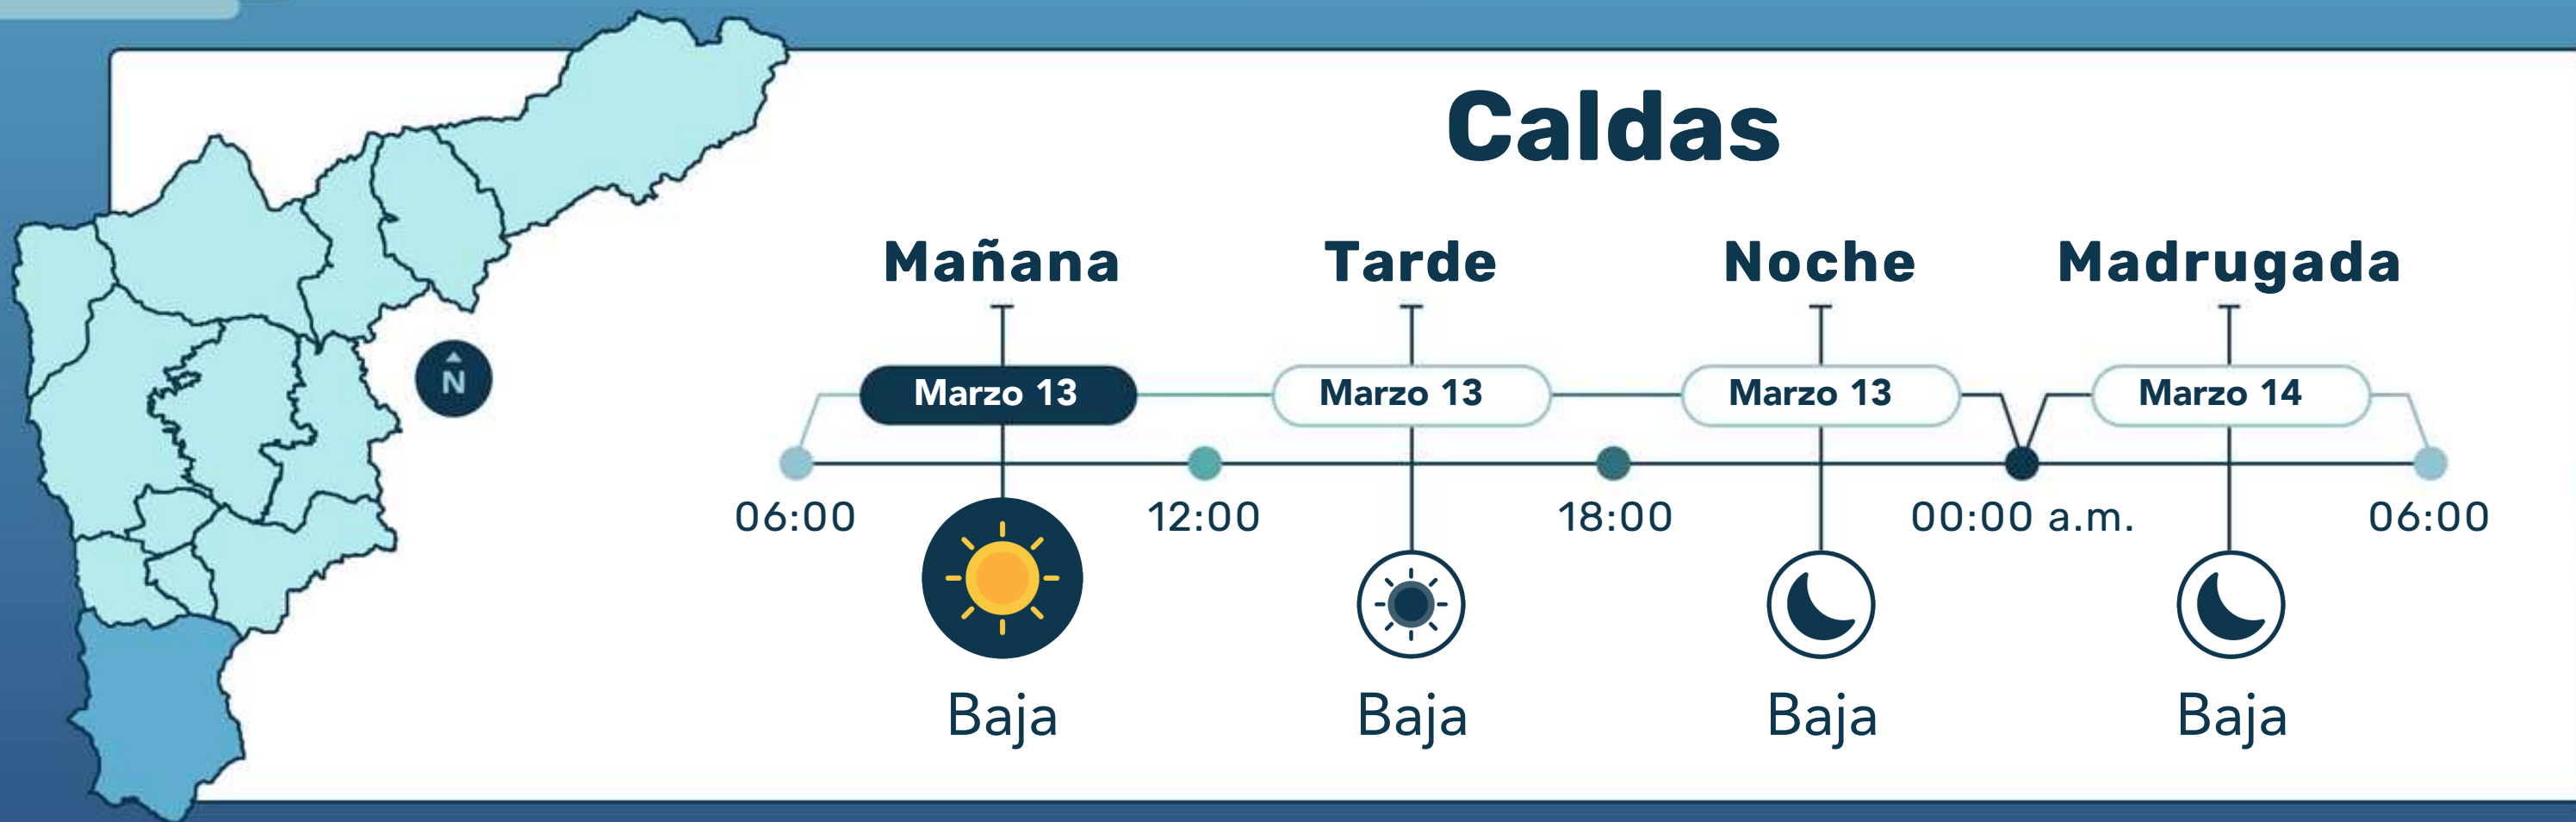 Caldas
Mañana Tarde Noche Madrugada
Marzo 13 Marzo 13 Marzo 13 Marzo 14
N
06:00 12:00 18:00 00:00 a.m. 06:00
Baja Baja Baja Baja